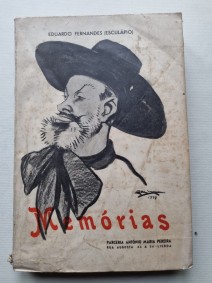 EDUARDO FERNANDES (ESCULÁPIO)
Memórias
PARCERIA ANTÓNIO MARIA PEREIRA
RUA AUGUSTA, 44 A 54 - LISBOA